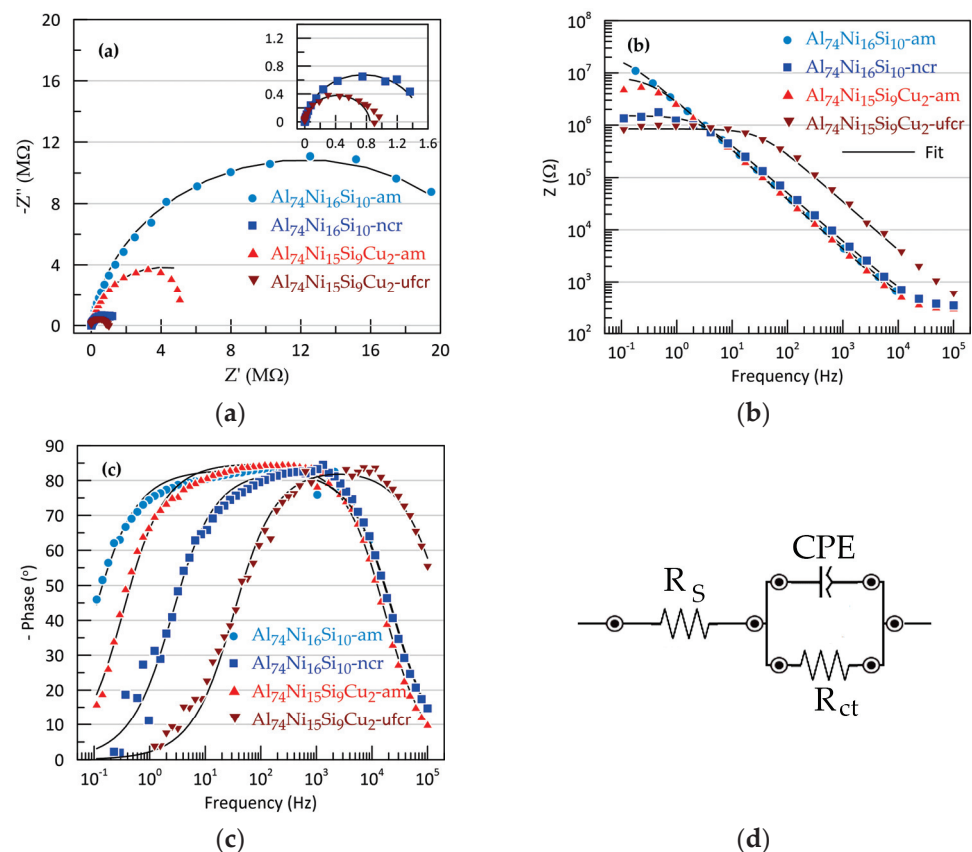 20
16
12
8
4
0
-Z'' (MΩ)
(a)
1.2
0.8
0.4
0.0
0.0 0.4 0.8 1.2 1.6
Al74Ni16Si10-am
Al74Ni16Si10-ncr
Al74Ni15Si9Cu2-am
Al74Ni15Si9Cu2-ufcr
0 4 8 12 16 20
Z' (MΩ)
(a)
10^8
10^7
10^6
10^5
10^4
10^3
10^2
Z (Ω)
(b)
Al74Ni16Si10-am
Al74Ni16Si10-ncr
Al74Ni15Si9Cu2-am
Al74Ni15Si9Cu2-ufcr
Fit
10^-1 10^0 10^1 10^2 10^3 10^4 10^5
Frequency (Hz)
(b)
90
80
70
60
50
40
30
20
10
0
- Phase (°)
(c)
Al74Ni16Si10-am
Al74Ni16Si10-ncr
Al74Ni15Si9Cu2-am
Al74Ni15Si9Cu2-ufcr
10^-1 10^0 10^1 10^2 10^3 10^4 10^5
Frequency (Hz)
(c)
CPE
RS
Rct
(d)